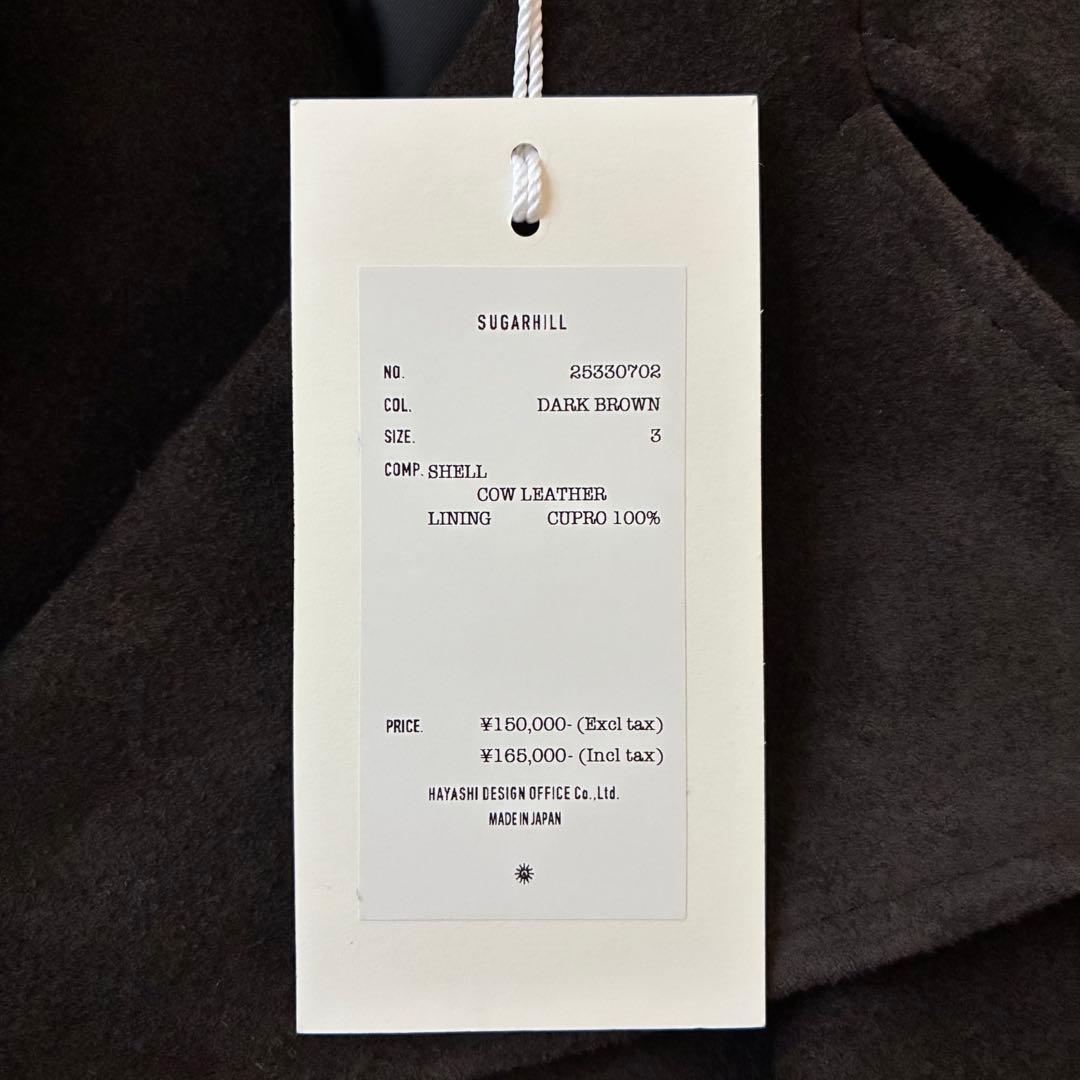 SUGARHILL
NO. 25330702
COL. DARK BROWN
SIZE. 3
COMP. SHELL
COW LEATHER
LINING CUPRO 100%
PRICE. ¥150,000- (Excl tax)
¥165,000- (Incl tax)
HAYASHI DESIGN OFFICE Co.,Ltd.
MADE IN JAPAN